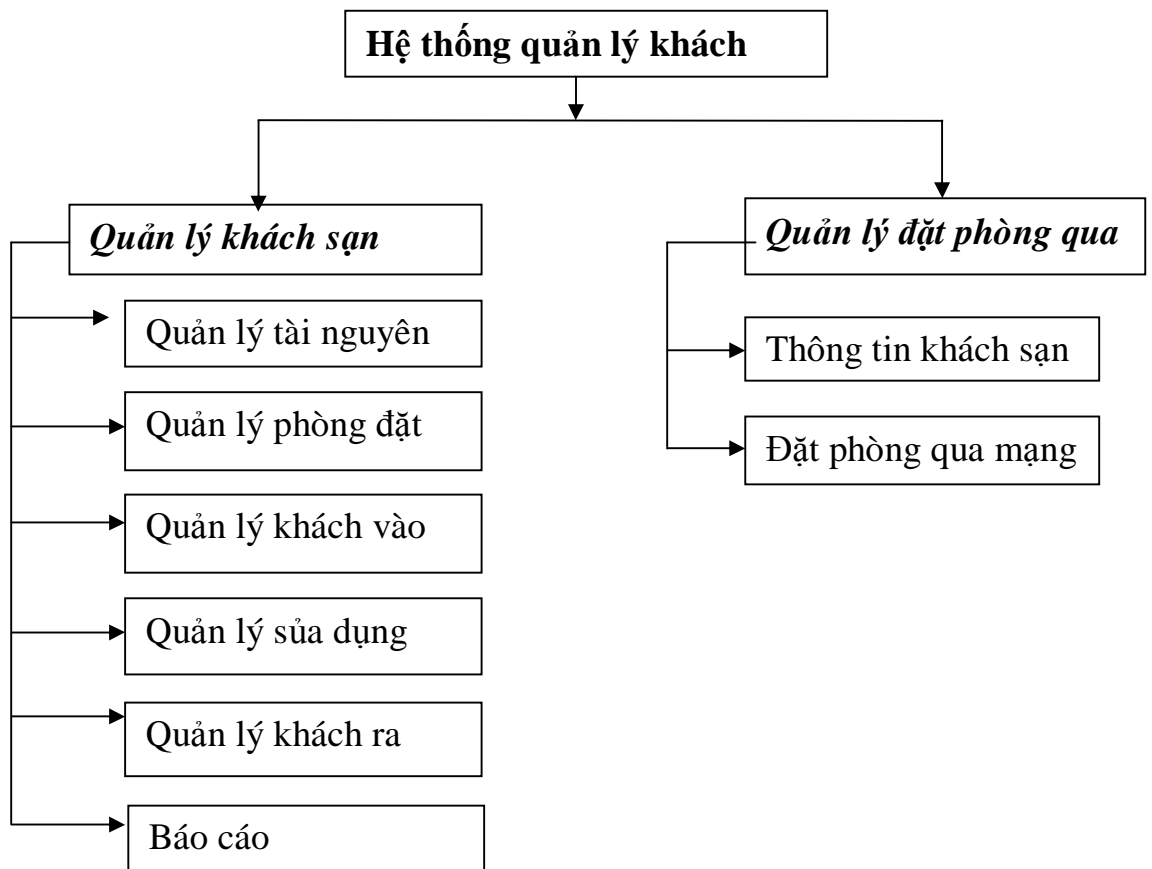 Hệ thống quản lý khách
Quản lý khách sạn
Quản lý tài nguyên
Quản lý phòng đặt
Quản lý khách vào
Quản lý sủa dụng
Quản lý khách ra
Báo cáo
Quản lý đặt phòng qua
Thông tin khách sạn
Đặt phòng qua mạng